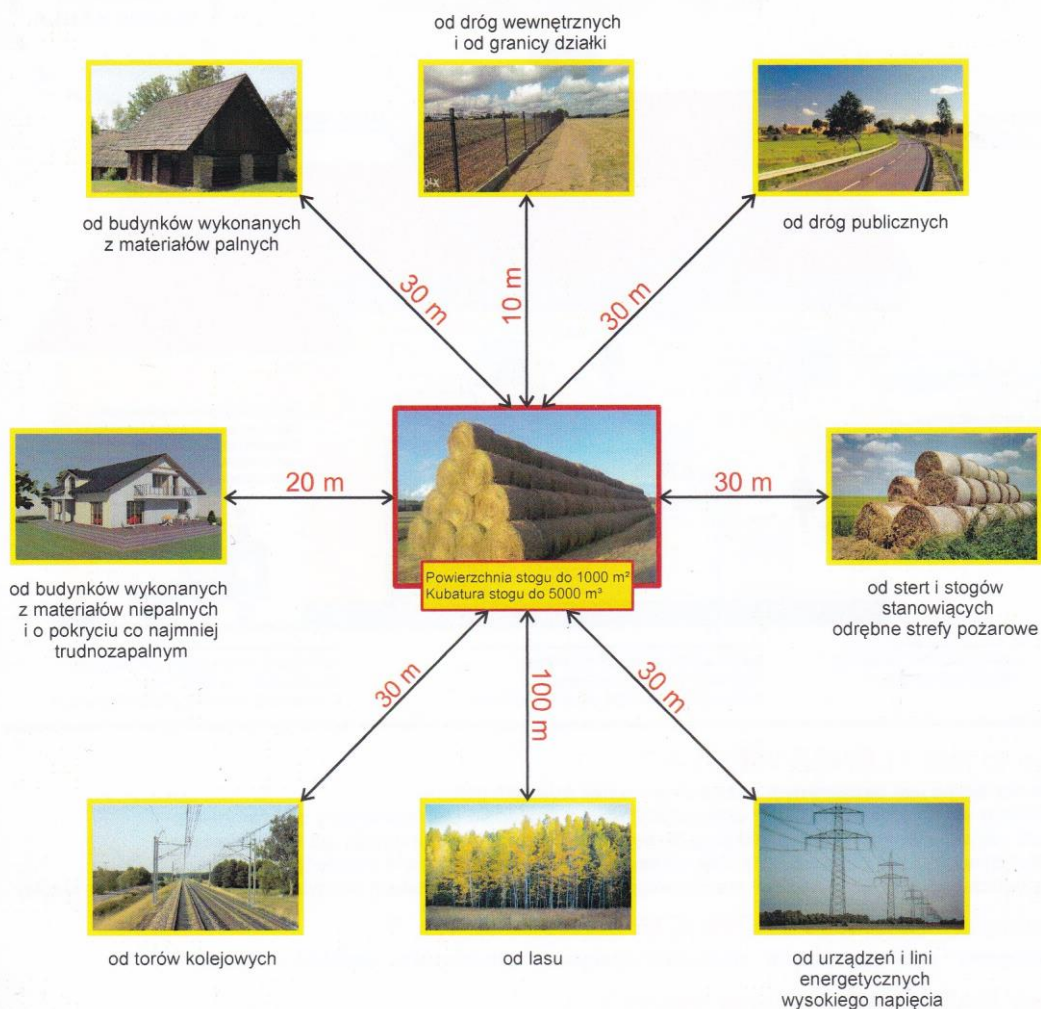 od dróg wewnętrznych
i od granicy działki
OLX
od budynków wykonanych
z materiałów palnych
od dróg publicznych
30 m
10 m
30 m
20 m
30 m
Powierzchnia stogu do 1000 m²
Kubatura stogu do 5000 m³
od budynków wykonanych
z materiałów niepalnych
i o pokryciu co najmniej
trudnozapalnym
od stert i stogów
stanowiących
odrębne strefy pożarowe
30 m
100 m
30 m
od torów kolejowych
od lasu
od urządzeń i lini
energetycznych
wysokiego napięcia